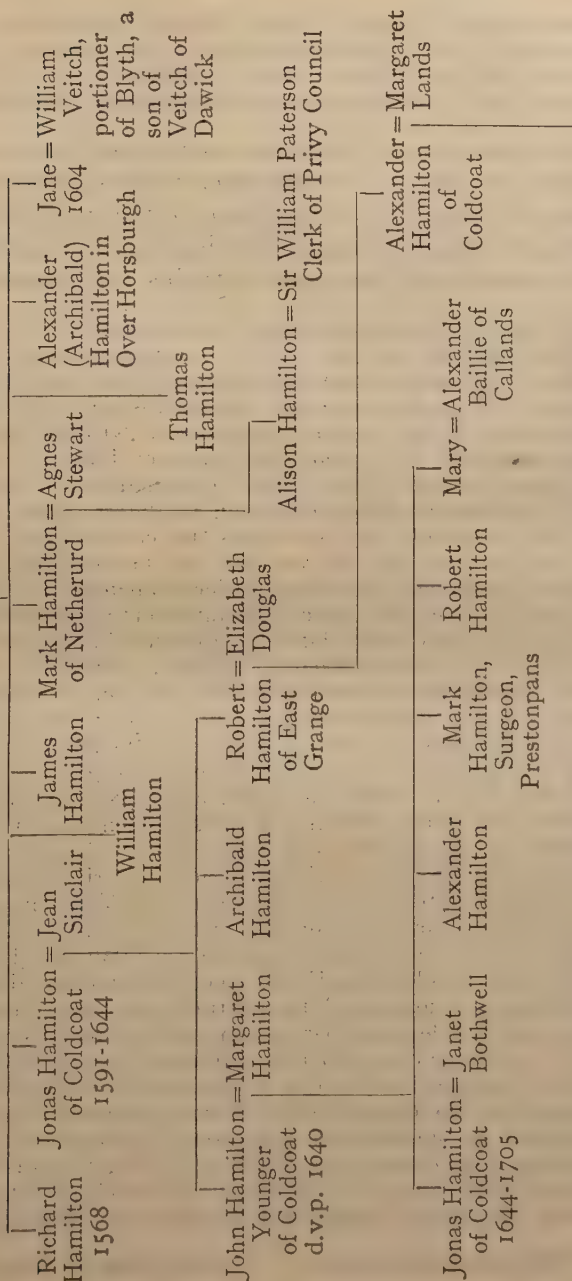 Richard
Hamilton
1568
Jonas Hamilton = Jean
of Coldcoat Sinclair
1591-1644
William
Hamilton
James
Hamilton
Mark Hamilton = Agnes
of Netherurd Stewart
Thomas
Hamilton
Alexander
(Archibald)
Hamilton in
Over Horsburgh
Jane = William
1604 Veitch,
portioner
of Blyth, a
son of
Veitch of
Dawick
John Hamilton = Margaret
Younger Hamilton
of Coldcoat
d.v.p. 1640
Archibald
Hamilton
Robert = Elizabeth
Hamilton Douglas
of East
Grange
Alison Hamilton = Sir William Paterson
Clerk of Privy Council
Jonas Hamilton = Janet
of Coldcoat Bothwell
1644-1705
Alexander
Hamilton
Mark
Hamilton,
Surgeon,
Prestonpans
Robert
Hamilton
Mary = Alexander
Baillie of
Callands
Alexander = Margaret
Hamilton Lands
of
Coldcoat